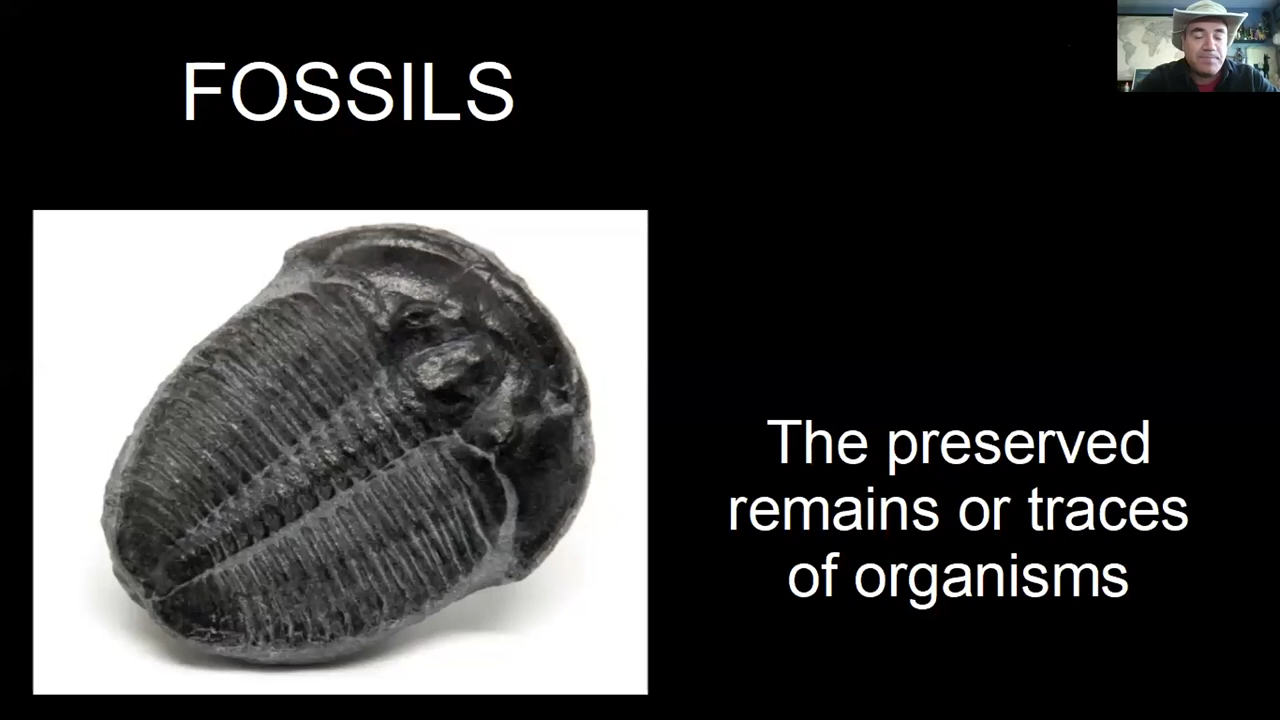 FOSSILS
The preserved
remains or traces
of organisms